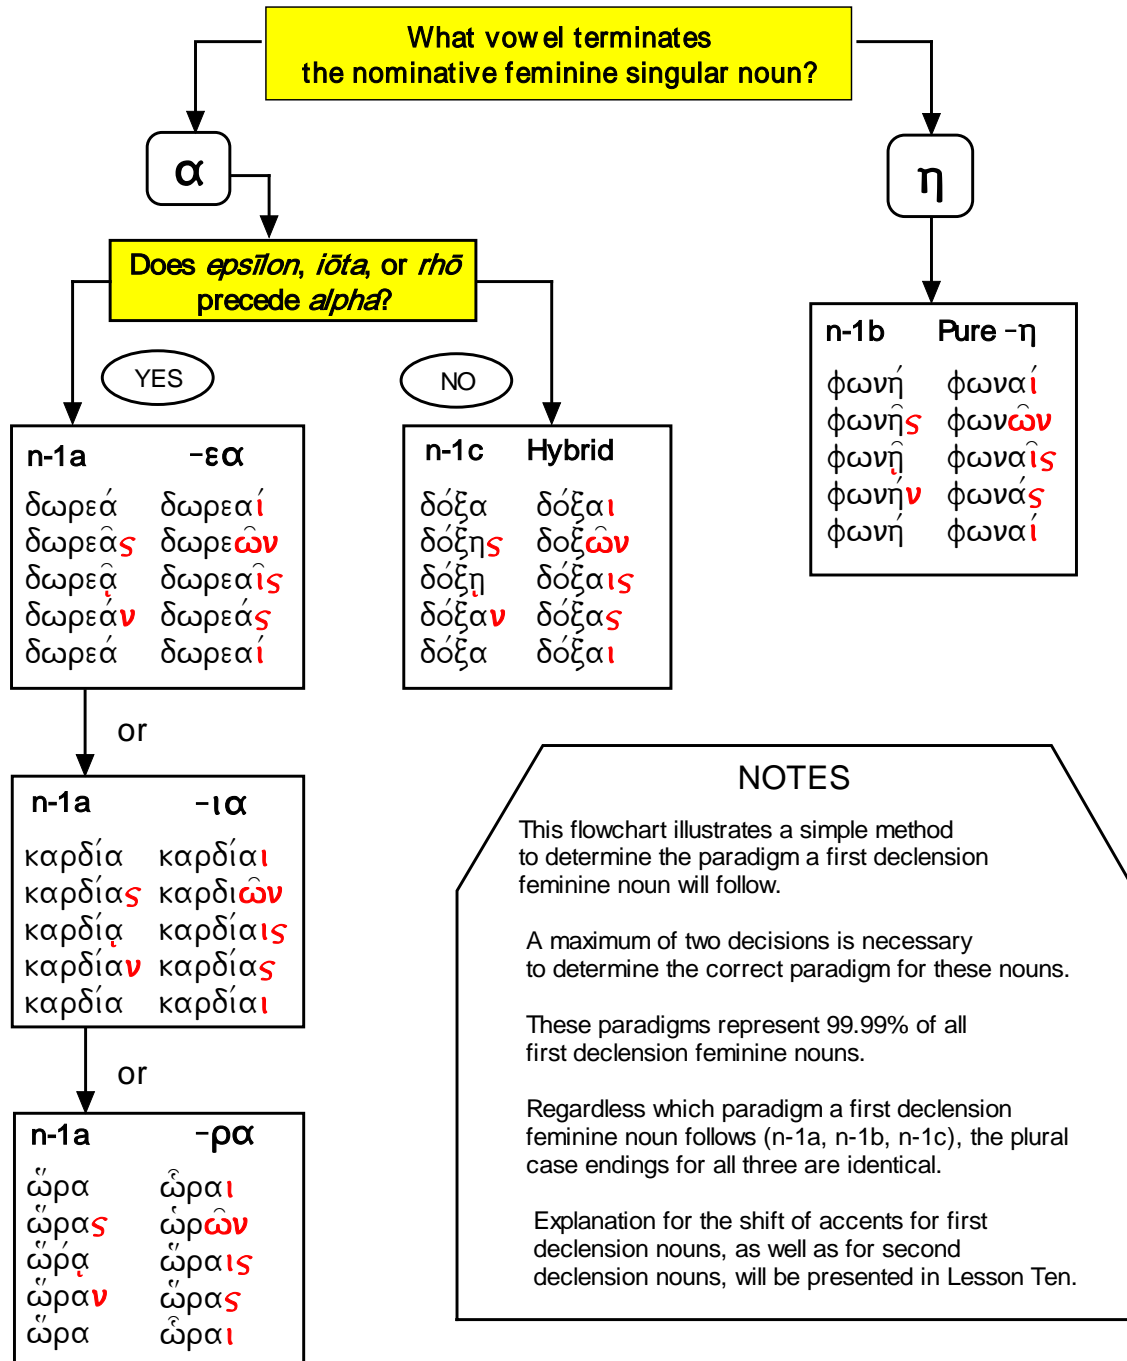 What vowel terminates
the nominative feminine singular noun?
α
η
Does epsīlon, iōta, or rhō
precede alpha?
YES
NO
n-1a -εα
δωρεά δωρεαί
δωρεᾶς δωρεῶν
δωρεᾷ δωρεαῖς
δωρεάν δωρεάς
δωρεά δωρεαί
n-1c Hybrid
δόξα δόξαι
δόξης δοξῶν
δόξῃ δόξαις
δόξαν δόξας
δόξα δόξαι
n-1b Pure -η
φωνή φωναί
φωνῆς φωνῶν
φωνῇ φωναῖς
φωνήν φωνάς
φωνή φωναί
or
n-1a -ια
καρδία καρδίαι
καρδίας καρδιῶν
καρδίᾳ καρδίαις
καρδίαν καρδίας
καρδία καρδίαι
or
n-1a -ρα
ὥρα ὧραι
ὥρας ὡρῶν
ὥρᾴ ὥραις
ὥραν ὥρας
ὥρα ὧραι
NOTES
This flowchart illustrates a simple method
to determine the paradigm a first declension
feminine noun will follow.
A maximum of two decisions is necessary
to determine the correct paradigm for these nouns.
These paradigms represent 99.99% of all
first declension feminine nouns.
Regardless which paradigm a first declension
feminine noun follows (n-1a, n-1b, n-1c), the plural
case endings for all three are identical.
Explanation for the shift of accents for first
declension nouns, as well as for second
declension nouns, will be presented in Lesson Ten.